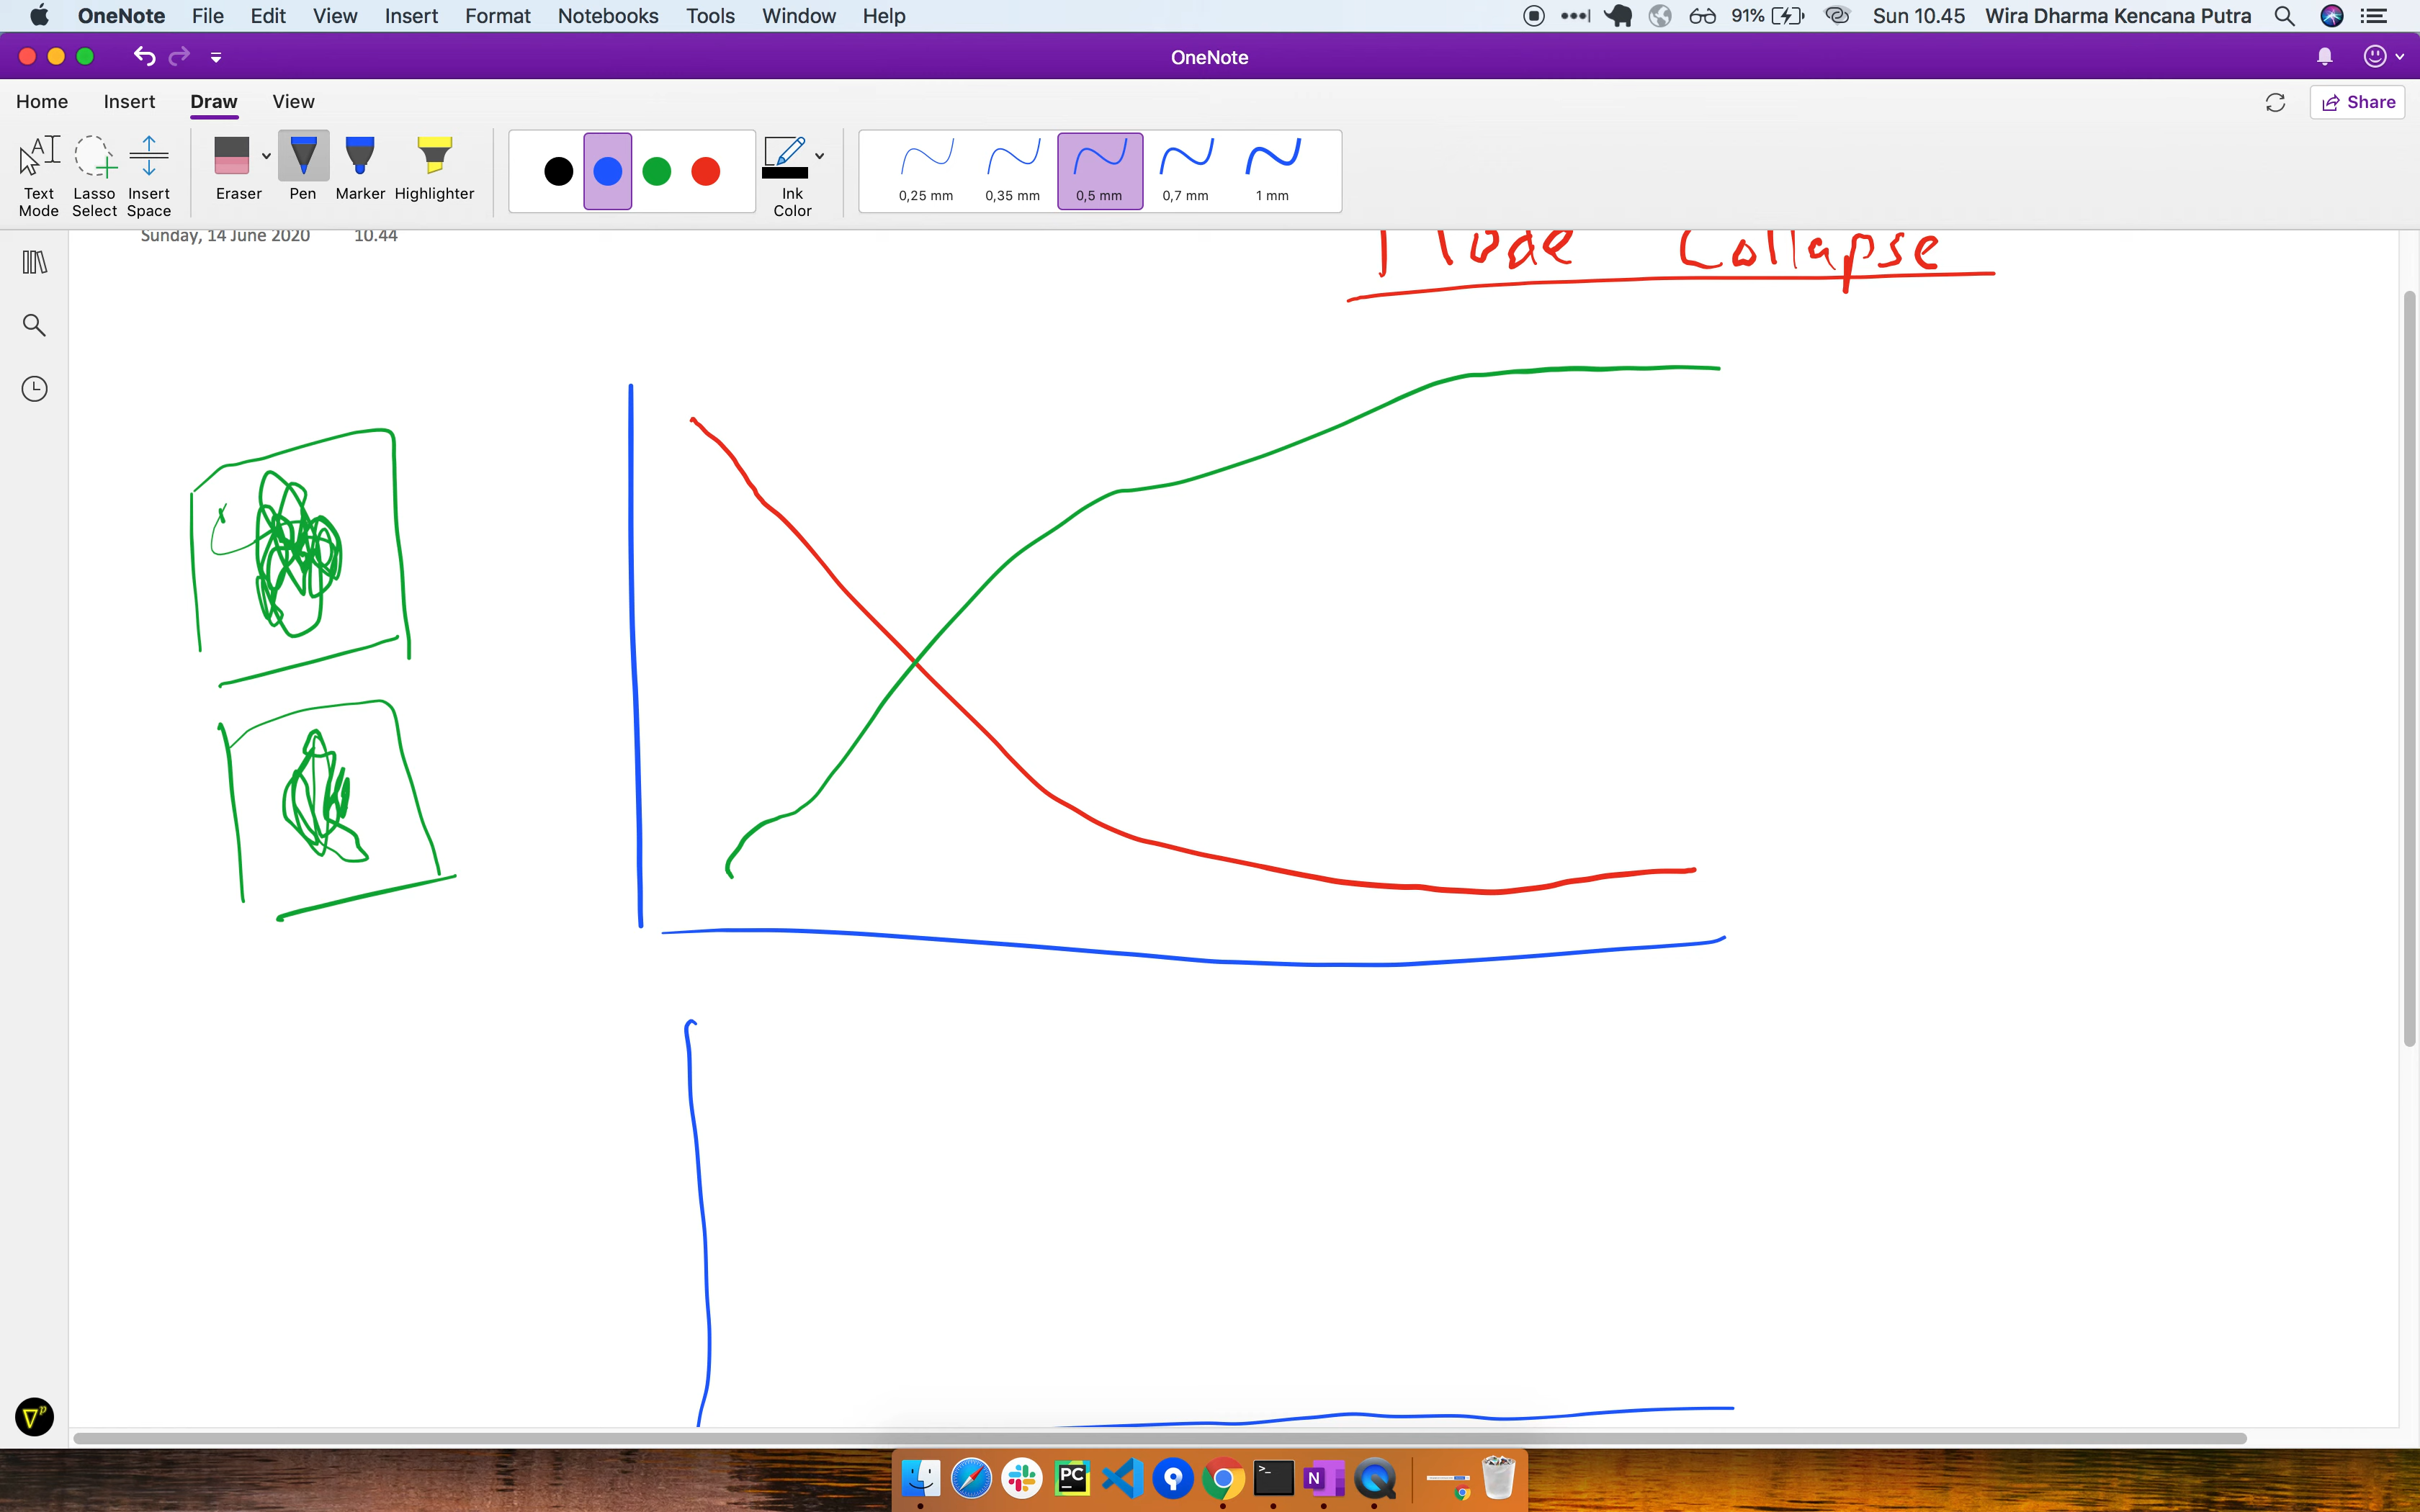 OneNote File Edit View Insert Format Notebooks Tools Window Help 91% Sun 10.45 Wira Dharma Kencana Putra
OneNote
Home Insert Draw View Share
Text Mode Lasso Select Insert Space Eraser Pen Marker Highlighter Ink Color 0,25 mm 0,35 mm 0,5 mm 0,7 mm 1 mm
Sunday, 14 June 2020 10.44
Mode Collapse
x
∇p
PC
>_
N